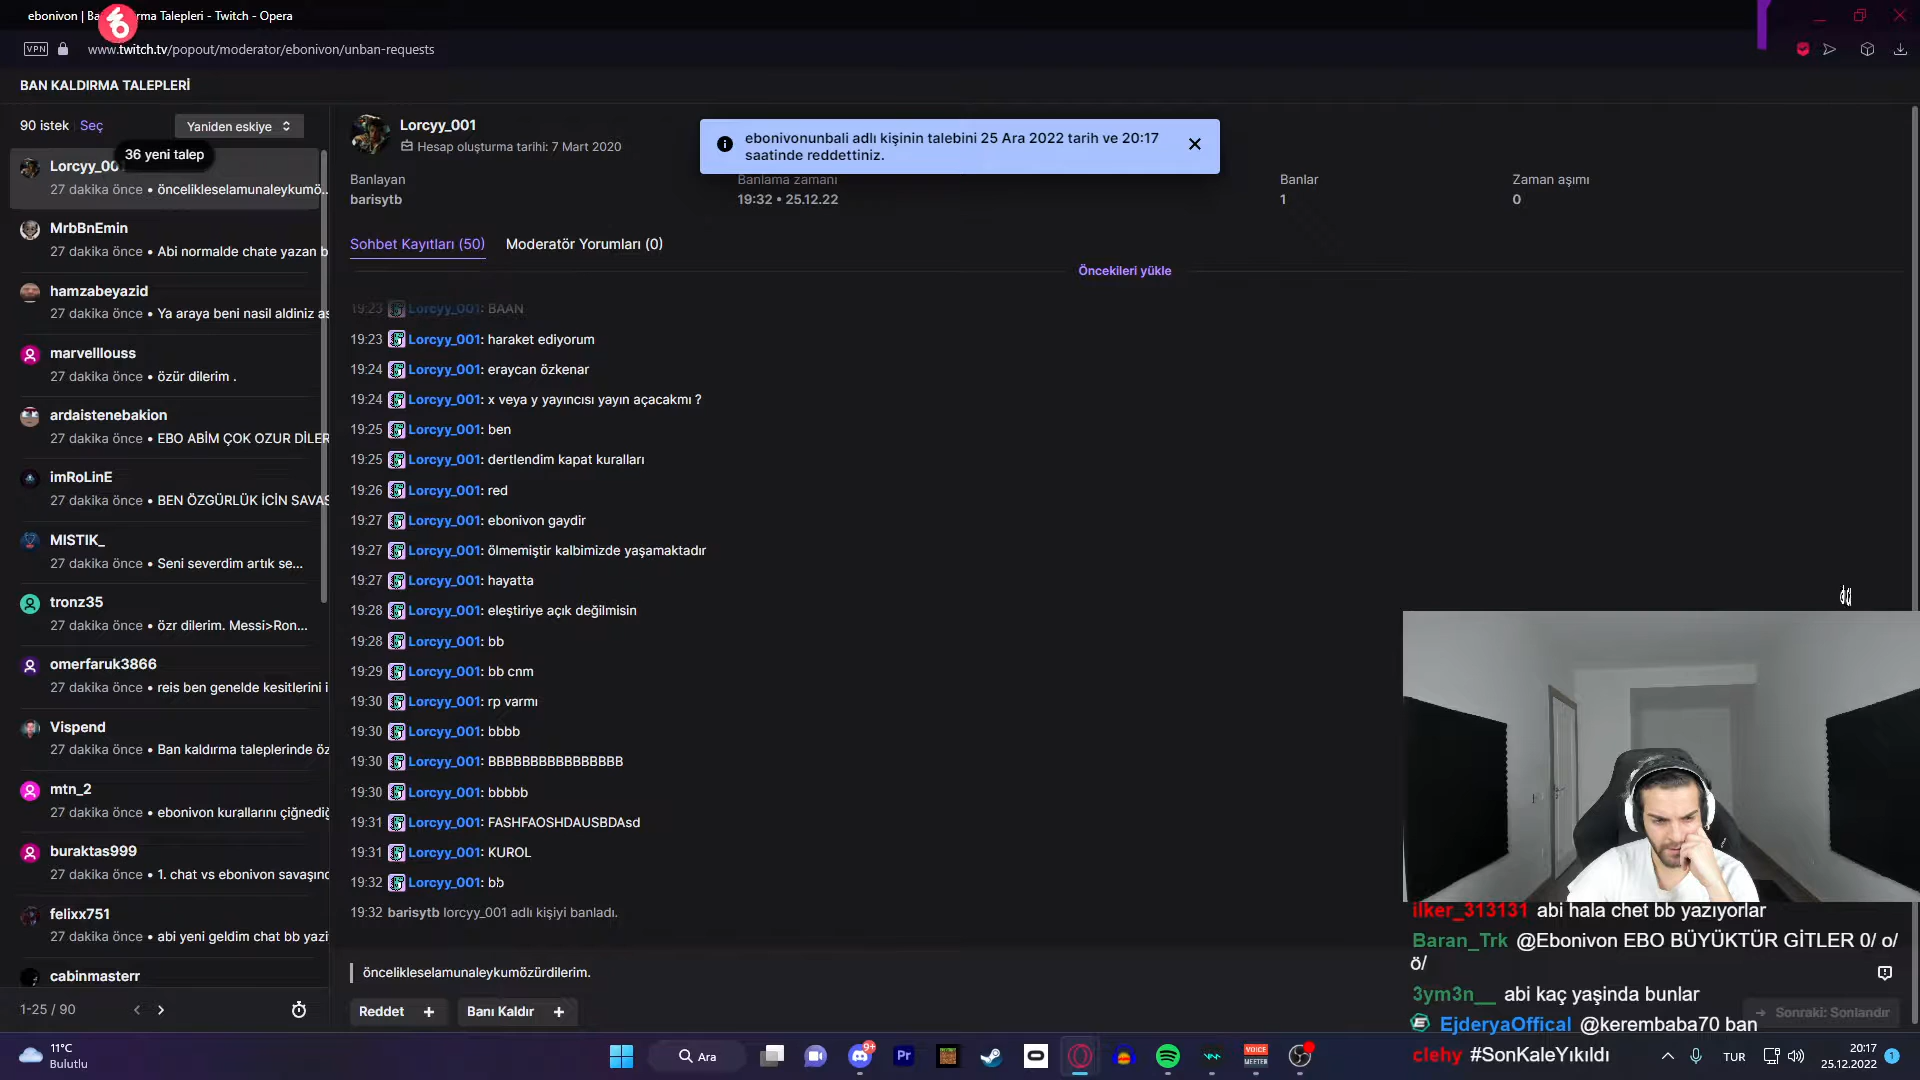 ebonivon | Ba rma Talepleri - Twitch - Opera
VPN www.twitch.tv/popout/moderator/ebonivon/unban-requests
BAN KALDIRMA TALEPLERİ
90 istek Seç Yaniden eskiye
36 yeni talep
Lorcyy_00
27 dakika önce • öncelikleselamunaleykumö..
MrbBnEmin
27 dakika önce • Abi normalde chate yazan b
hamzabeyazid
27 dakika önce • Ya araya beni nasil aldiniz as
marvelllouss
27 dakika önce • özür dilerim .
ardaistenebakion
27 dakika önce • EBO ABİM ÇOK OZUR DİLER
imRoLinE
27 dakika önce • BEN ÖZGÜRLÜK İCİN SAVAS
MISTIK_
27 dakika önce • Seni severdim artık se...
tronz35
27 dakika önce • özr dilerim. Messi>Ron...
omerfaruk3866
27 dakika önce • reis ben genelde kesitlerini i
Vispend
27 dakika önce • Ban kaldırma taleplerinde öz
mtn_2
27 dakika önce • ebonivon kurallarını çiğnediğ
buraktas999
27 dakika önce • 1. chat vs ebonivon savaşınd
felixx751
27 dakika önce • abi yeni geldim chat bb yazi
cabinmasterr
1-25 / 90
Lorcyy_001
Hesap oluşturma tarihi: 7 Mart 2020
ebonivonunbali adlı kişinin talebini 25 Ara 2022 tarih ve 20:17
saatinde reddettiniz.
Banlayan Banlama zamanı Banlar Zaman aşımı
barisytb 19:32 • 25.12.22 1 0
Sohbet Kayıtları (50) Moderatör Yorumları (0)
Öncekileri yükle
19:23 Lorcyy_001: BAAN
19:23 Lorcyy_001: haraket ediyorum
19:24 Lorcyy_001: eraycan özkenar
19:24 Lorcyy_001: x veya y yayıncısı yayın açacakmı ?
19:25 Lorcyy_001: ben
19:25 Lorcyy_001: dertlendim kapat kuralları
19:26 Lorcyy_001: red
19:27 Lorcyy_001: ebonivon gaydir
19:27 Lorcyy_001: ölmemiştir kalbimizde yaşamaktadır
19:27 Lorcyy_001: hayatta
19:28 Lorcyy_001: eleştiriye açık değilmisin
19:28 Lorcyy_001: bb
19:29 Lorcyy_001: bb cnm
19:30 Lorcyy_001: rp varmı
19:30 Lorcyy_001: bbbb
19:30 Lorcyy_001: BBBBBBBBBBBBBBBB
19:30 Lorcyy_001: bbbbb
19:31 Lorcyy_001: FASHFAOSHDAUSBDAsd
19:31 Lorcyy_001: KUROL
19:32 Lorcyy_001: bb
19:32 barisytb lorcyy_001 adlı kişiyi banladı.
öncelikleselamunaleykumözürdilerim.
Reddet + Banı Kaldır +
ilker_313131 abi hala chet bb yazıyorlar
Baran_Trk @Ebonivon EBO BÜYÜKTÜR GİTLER 0/ o/
ö/
3ym3n__ abi kaç yaşinda bunlar
EjderyaOffical @kerembaba70 ban
clehy #SonKaleYıkıldı
Sonraki: Sonlandır
11°C
Bulutlu
Ara
9+
Pr
VOICE
MEETER
TUR
20:17
25.12.2022
1